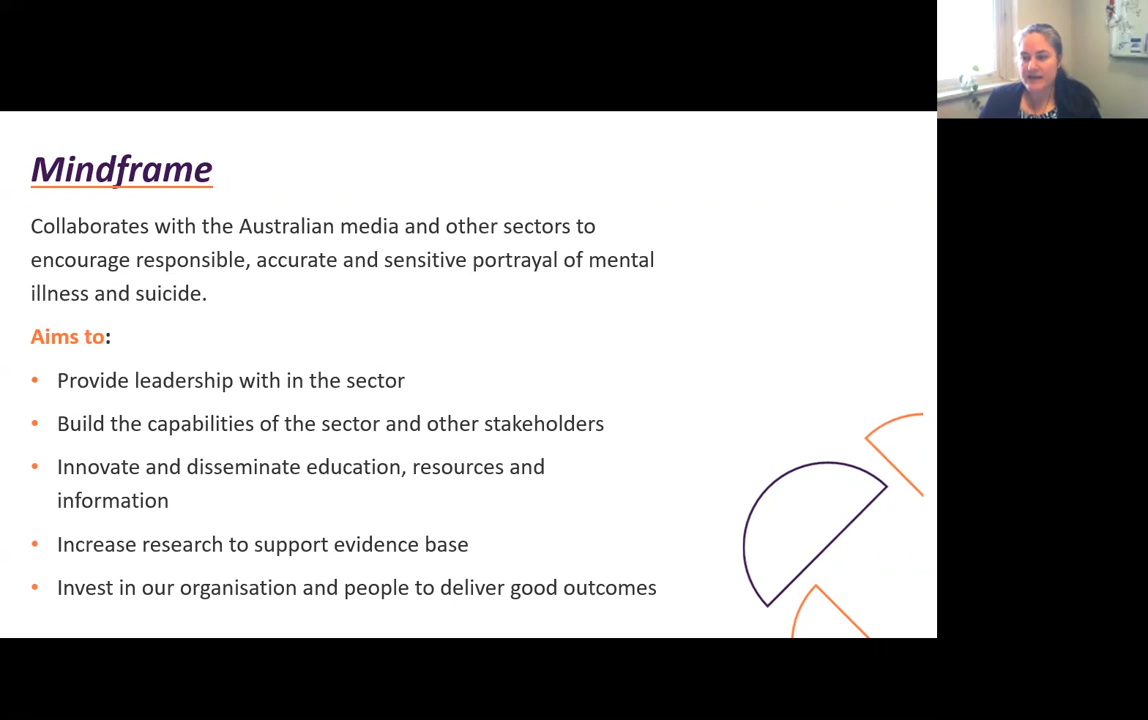 Mindframe
Collaborates with the Australian media and other sectors to
encourage responsible, accurate and sensitive portrayal of mental
illness and suicide.
Aims to:
• Provide leadership with in the sector
• Build the capabilities of the sector and other stakeholders
• Innovate and disseminate education, resources and
information
• Increase research to support evidence base
• Invest in our organisation and people to deliver good outcomes